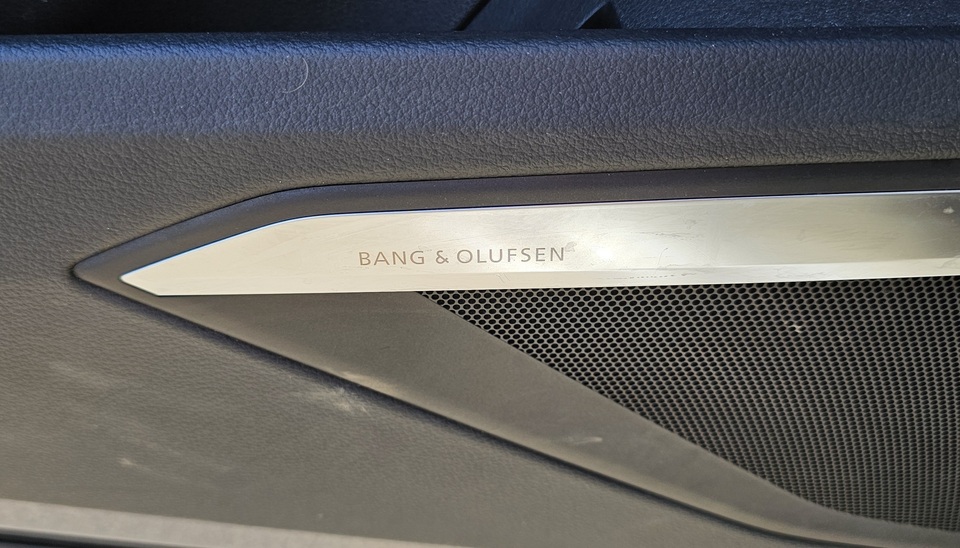 BANG & OLUFSEN